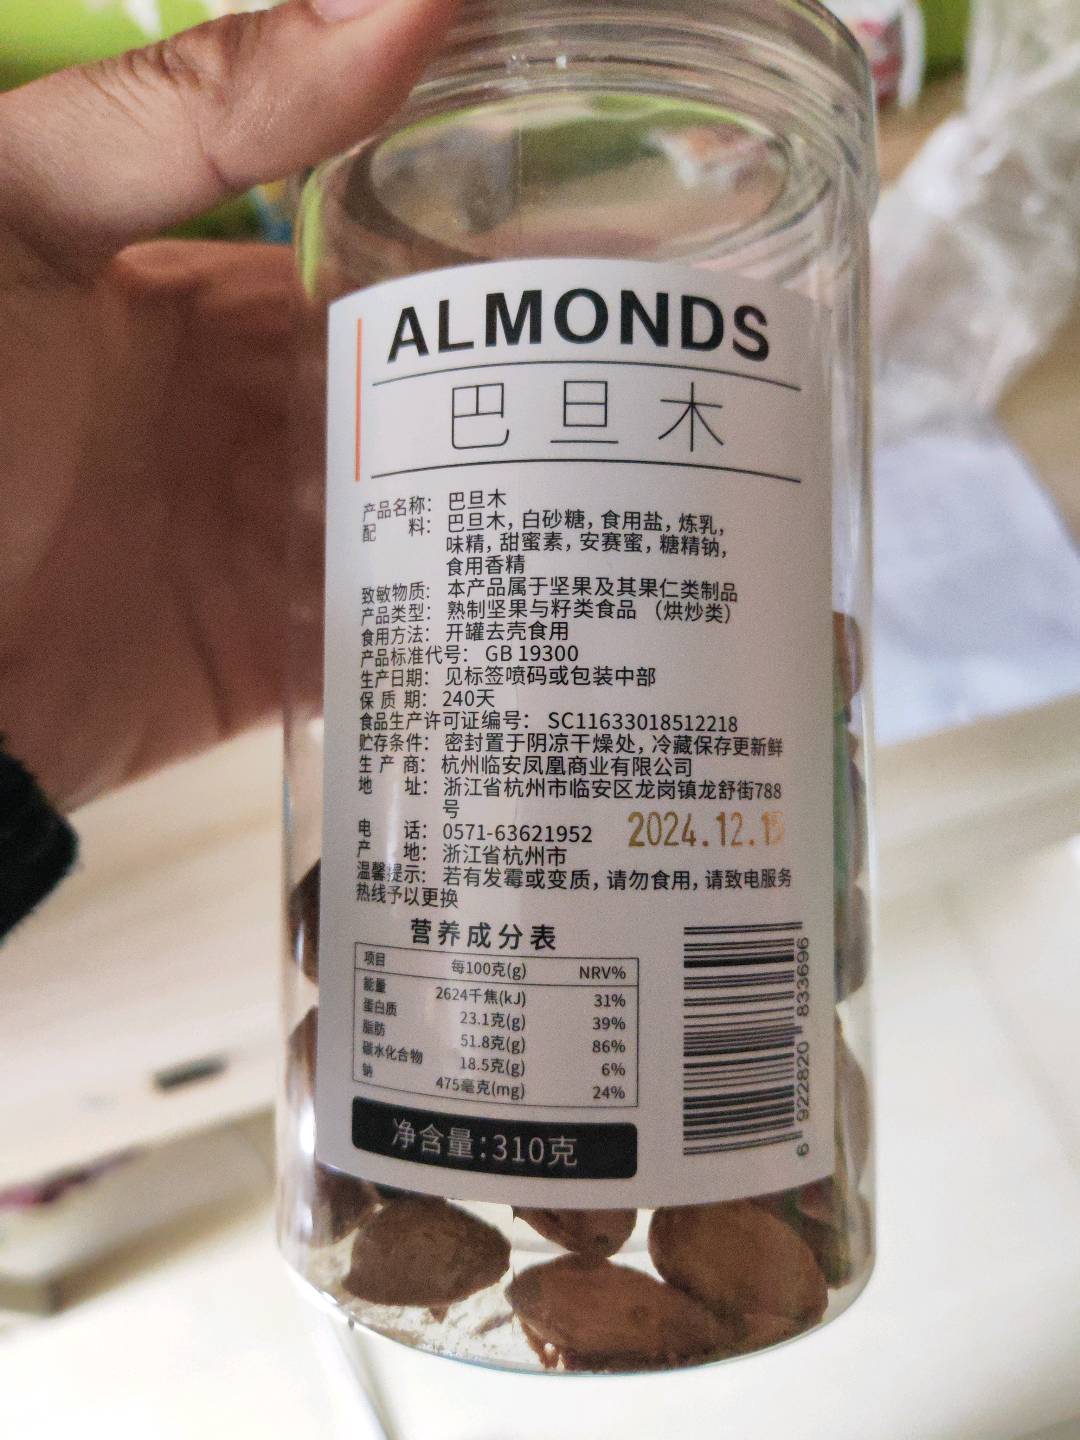 ALMONDS
巴旦木
产品名称： 巴旦木
配 料： 巴旦木，白砂糖，食用盐，炼乳，
味精，甜蜜素，安赛蜜，糖精钠，
食用香精
致敏物质： 本产品属于坚果及其果仁类制品
产品类型： 熟制坚果与籽类食品 （烘炒类）
食用方法： 开罐去壳食用
产品标准代号： GB 19300
生产日期： 见标签喷码或包装中部
保 质 期： 240天
食品生产许可证编号： SC11633018512218
贮存条件： 密封置于阴凉干燥处，冷藏保存更新鲜
生 产 商： 杭州临安凤凰商业有限公司
地 址： 浙江省杭州市临安区龙岗镇龙舒街788
号
电 话： 0571-63621952
2024.12.15
产 地： 浙江省杭州市
温馨提示： 若有发霉或变质，请勿食用，请致电服务
热线予以更换
营养成分表
项目 每100克(g) NRV%
能量 2624千焦(kJ) 31%
蛋白质 23.1克(g) 39%
脂肪 51.8克(g) 86%
碳水化合物 18.5克(g) 6%
钠 475毫克(mg) 24%
净含量：310克
6 922820 833696